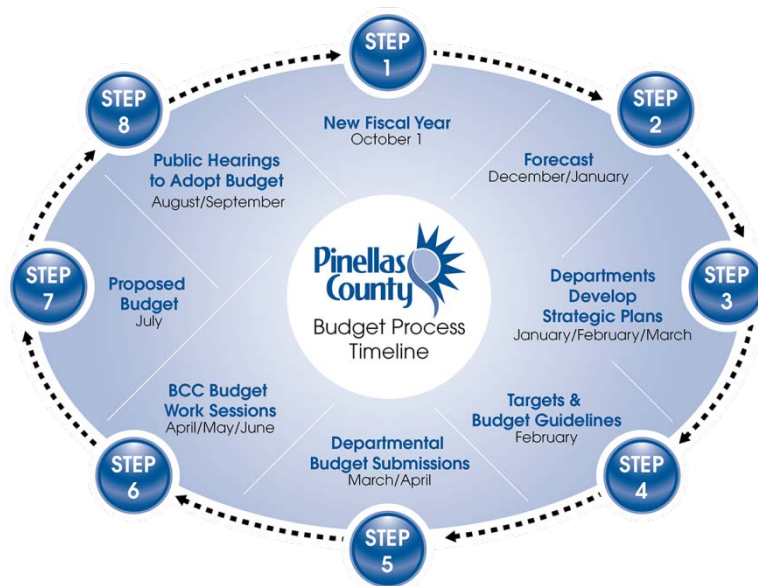 STEP
1
New Fiscal Year
October 1
STEP
2
Forecast
December/January
STEP
3
Departments
Develop
Strategic Plans
January/February/March
STEP
4
Targets &
Budget Guidelines
February
STEP
5
Departmental
Budget Submissions
March/April
STEP
6
BCC Budget
Work Sessions
April/May/June
STEP
7
Proposed
Budget
July
STEP
8
Public Hearings
to Adopt Budget
August/September
Pinellas
County
Budget Process
Timeline